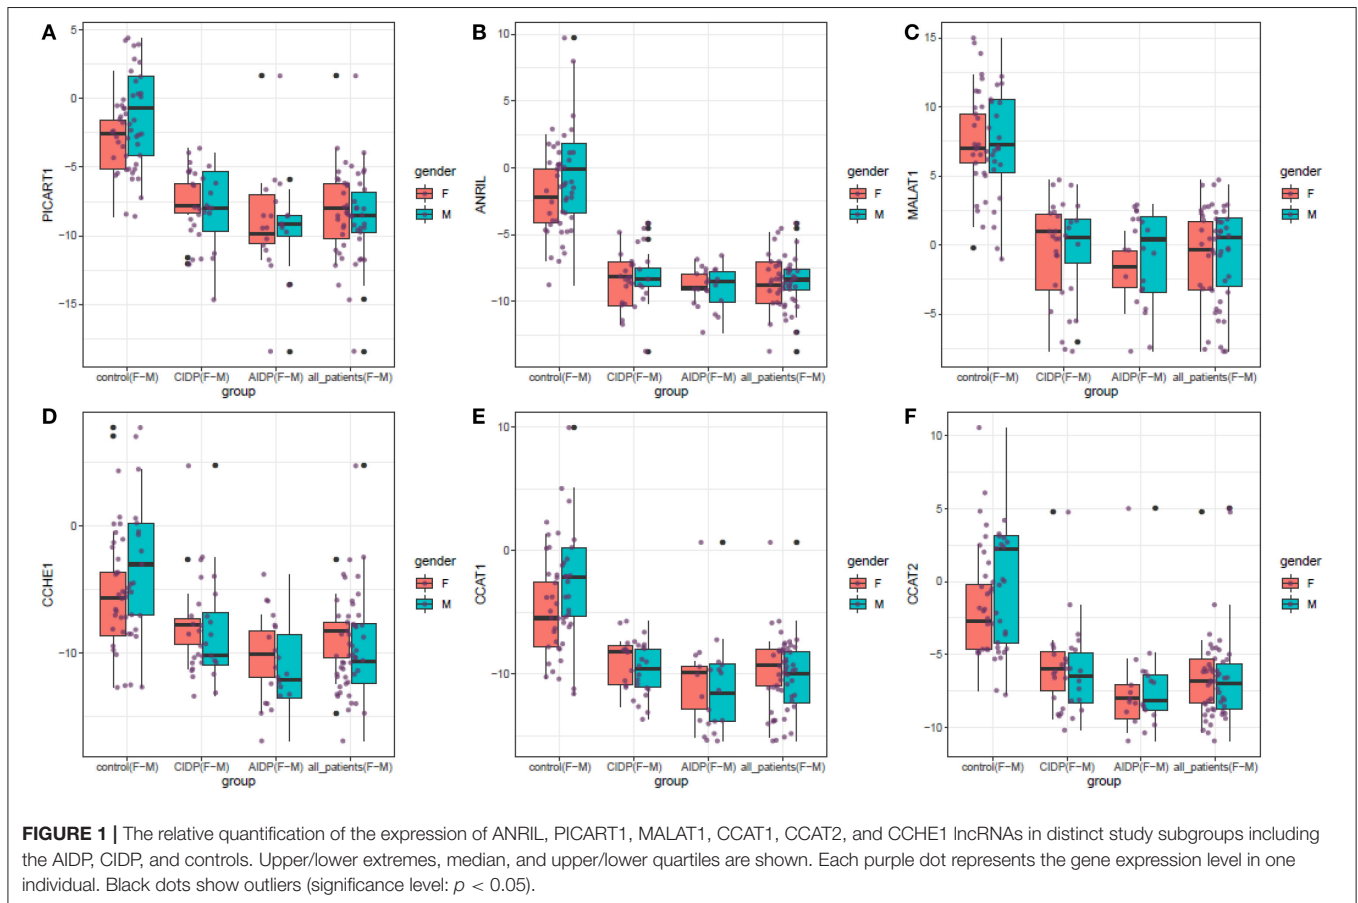 A
5
0
−5
−10
−15
PICART1
control(F−M)
CIDP(F−M)
AIDP(F−M)
all_patients(F−M)
group
gender
F
M
B
10
5
0
−5
−10
ANRIL
control(F−M)
CIDP(F−M)
AIDP(F−M)
all_patients(F−M)
group
gender
F
M
C
15
10
5
0
−5
MALAT1
control(F−M)
CIDP(F−M)
AIDP(F−M)
all_patients(F−M)
group
gender
F
M
D
0
−10
CCHE1
control(F−M)
CIDP(F−M)
AIDP(F−M)
all_patients(F−M)
group
gender
F
M
E
10
0
−10
CCAT1
control(F−M)
CIDP(F−M)
AIDP(F−M)
all_patients(F−M)
group
gender
F
M
F
10
5
0
−5
−10
CCAT2
control(F−M)
CIDP(F−M)
AIDP(F−M)
all_patients(F−M)
group
gender
F
M
FIGURE 1 | The relative quantification of the expression of ANRIL, PICART1, MALAT1, CCAT1, CCAT2, and CCHE1 lncRNAs in distinct study subgroups including
the AIDP, CIDP, and controls. Upper/lower extremes, median, and upper/lower quartiles are shown. Each purple dot represents the gene expression level in one
individual. Black dots show outliers (significance level: p < 0.05).